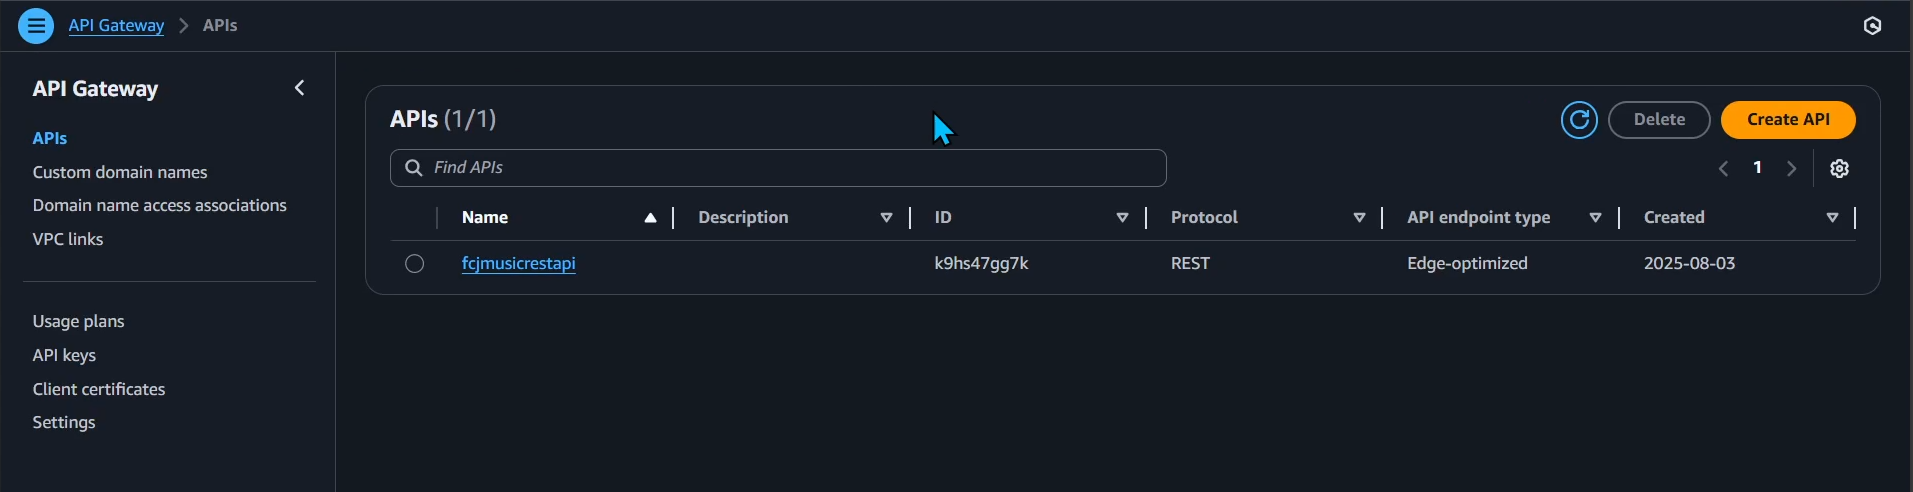 API Gateway > APIs
API Gateway
APIs
Custom domain names
Domain name access associations
VPC links
Usage plans
API keys
Client certificates
Settings
APIs (1/1)
Delete
Create API
Find APIs
1
Name Description ID Protocol API endpoint type Created
fcjmusicrestapi k9hs47gg7k REST Edge-optimized 2025-08-03